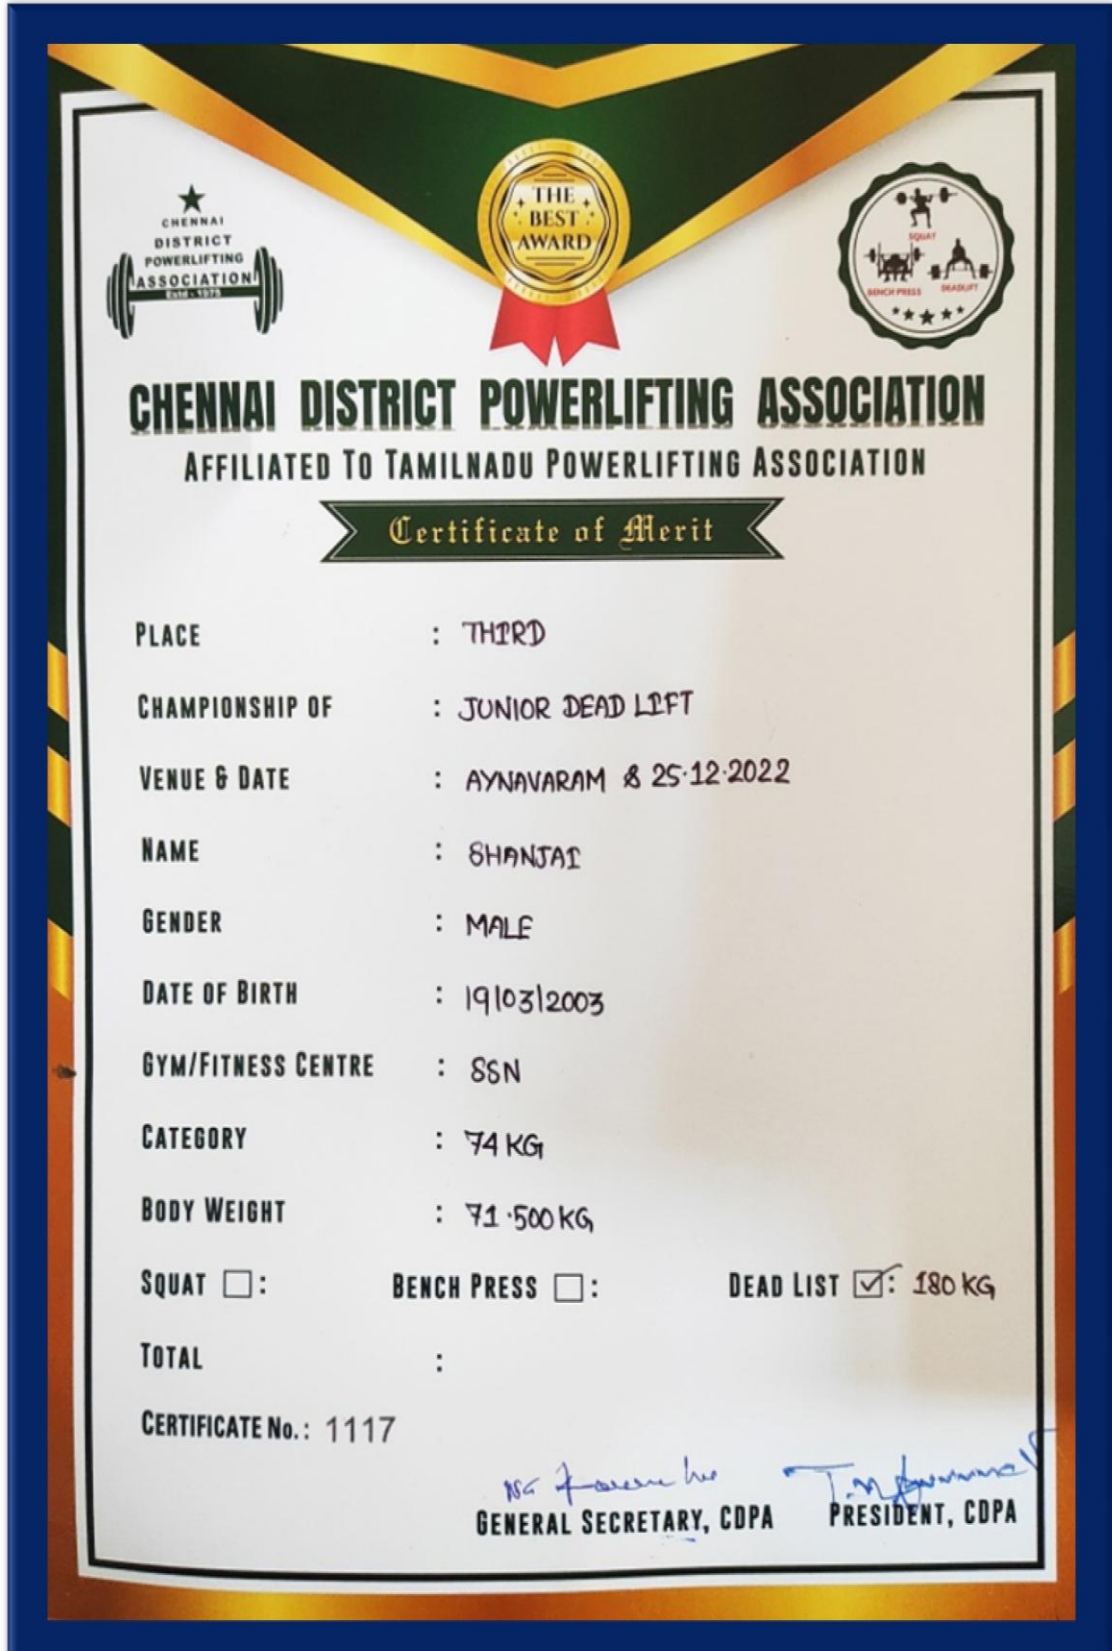 THE
BEST
AWARD
CHENNAI
DISTRICT
POWERLIFTING
ASSOCIATION
Estd - 1975
SQUAT
BENCH PRESS
DEADLIFT
CHENNAI DISTRICT POWERLIFTING ASSOCIATION
AFFILIATED TO TAMILNADU POWERLIFTING ASSOCIATION
Certificate of Merit
PLACE : THIRD
CHAMPIONSHIP OF : JUNIOR DEAD LIFT
VENUE & DATE : AYNAVARAM & 25.12.2022
NAME : SHANJAI
GENDER : MALE
DATE OF BIRTH : 19/03/2003
GYM/FITNESS CENTRE : SSN
CATEGORY : 74 KG
BODY WEIGHT : 71.500 KG
SQUAT : BENCH PRESS : DEAD LIST : 180 KG
TOTAL :
CERTIFICATE No. : 1117
GENERAL SECRETARY, CDPA PRESIDENT, CDPA